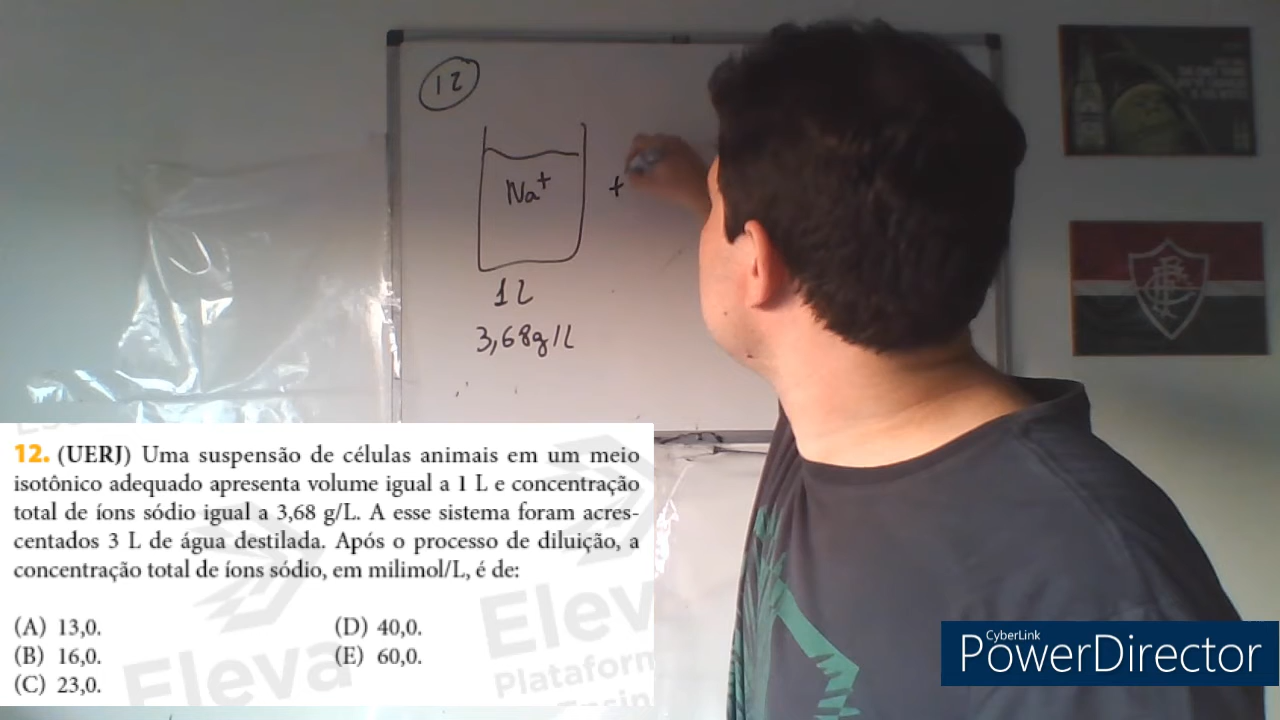 12
Na+
+
1L
3,68g/L
12. (UERJ) Uma suspensão de células animais em um meio
isotônico adequado apresenta volume igual a 1 L e concentração
total de íons sódio igual a 3,68 g/L. A esse sistema foram acres-
centados 3 L de água destilada. Após o processo de diluição, a
concentração total de íons sódio, em milimol/L, é de:
(A) 13,0.
(B) 16,0.
(C) 23,0.
(D) 40,0.
(E) 60,0.
Eleva
Eleva
Plataform
CyberLink
PowerDirector